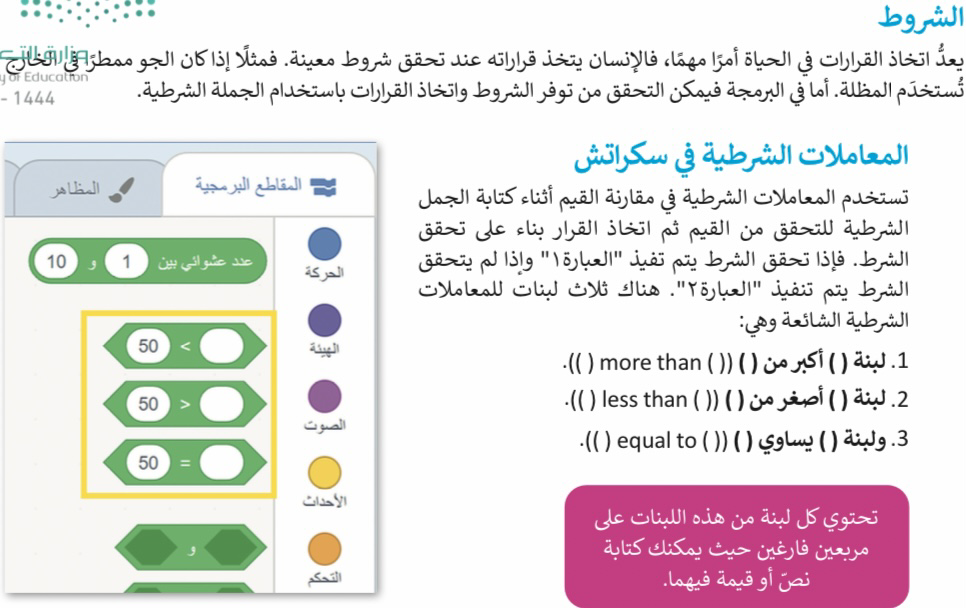 الشروط
يعدُّ اتخاذ القرارات في الحياة أمرًا مهمًا، فالإنسان يتخذ قراراته عند تحقق شروط معينة. فمثلًا إذا كان الجو ممطرًا في الخارج
تُستخدَم المظلة. أما في البرمجة فيمكن التحقق من توفر الشروط واتخاذ القرارات باستخدام الجملة الشرطية.
of Education
- 1444
المعاملات الشرطية في سكراتش
تستخدم المعاملات الشرطية في مقارنة القيم أثناء كتابة الجمل
الشرطية للتحقق من القيم ثم اتخاذ القرار بناء على تحقق
الشرط. فإذا تحقق الشرط يتم تفيذ "العبارة١" وإذا لم يتحقق
الشرط يتم تنفيذ "العبارة٢". هناك ثلاث لبنات للمعاملات
الشرطية الشائعة وهي:
1. لبنة ( ) أكبر من ( ) (( ) more than ( )).
2. لبنة ( ) أصغر من ( ) (( ) less than ( )).
3. ولبنة ( ) يساوي ( ) (( ) equal to ( )).
تحتوي كل لبنة من هذه اللبنات على
مربعين فارغين حيث يمكنك كتابة
نصّ أو قيمة فيهما.
المقاطع البرمجية
المظاهر
الحركة
الهيئة
الصوت
الأحداث
التحكم
عدد عشوائي بين 1 و 10
50 <
50 >
50 =
و